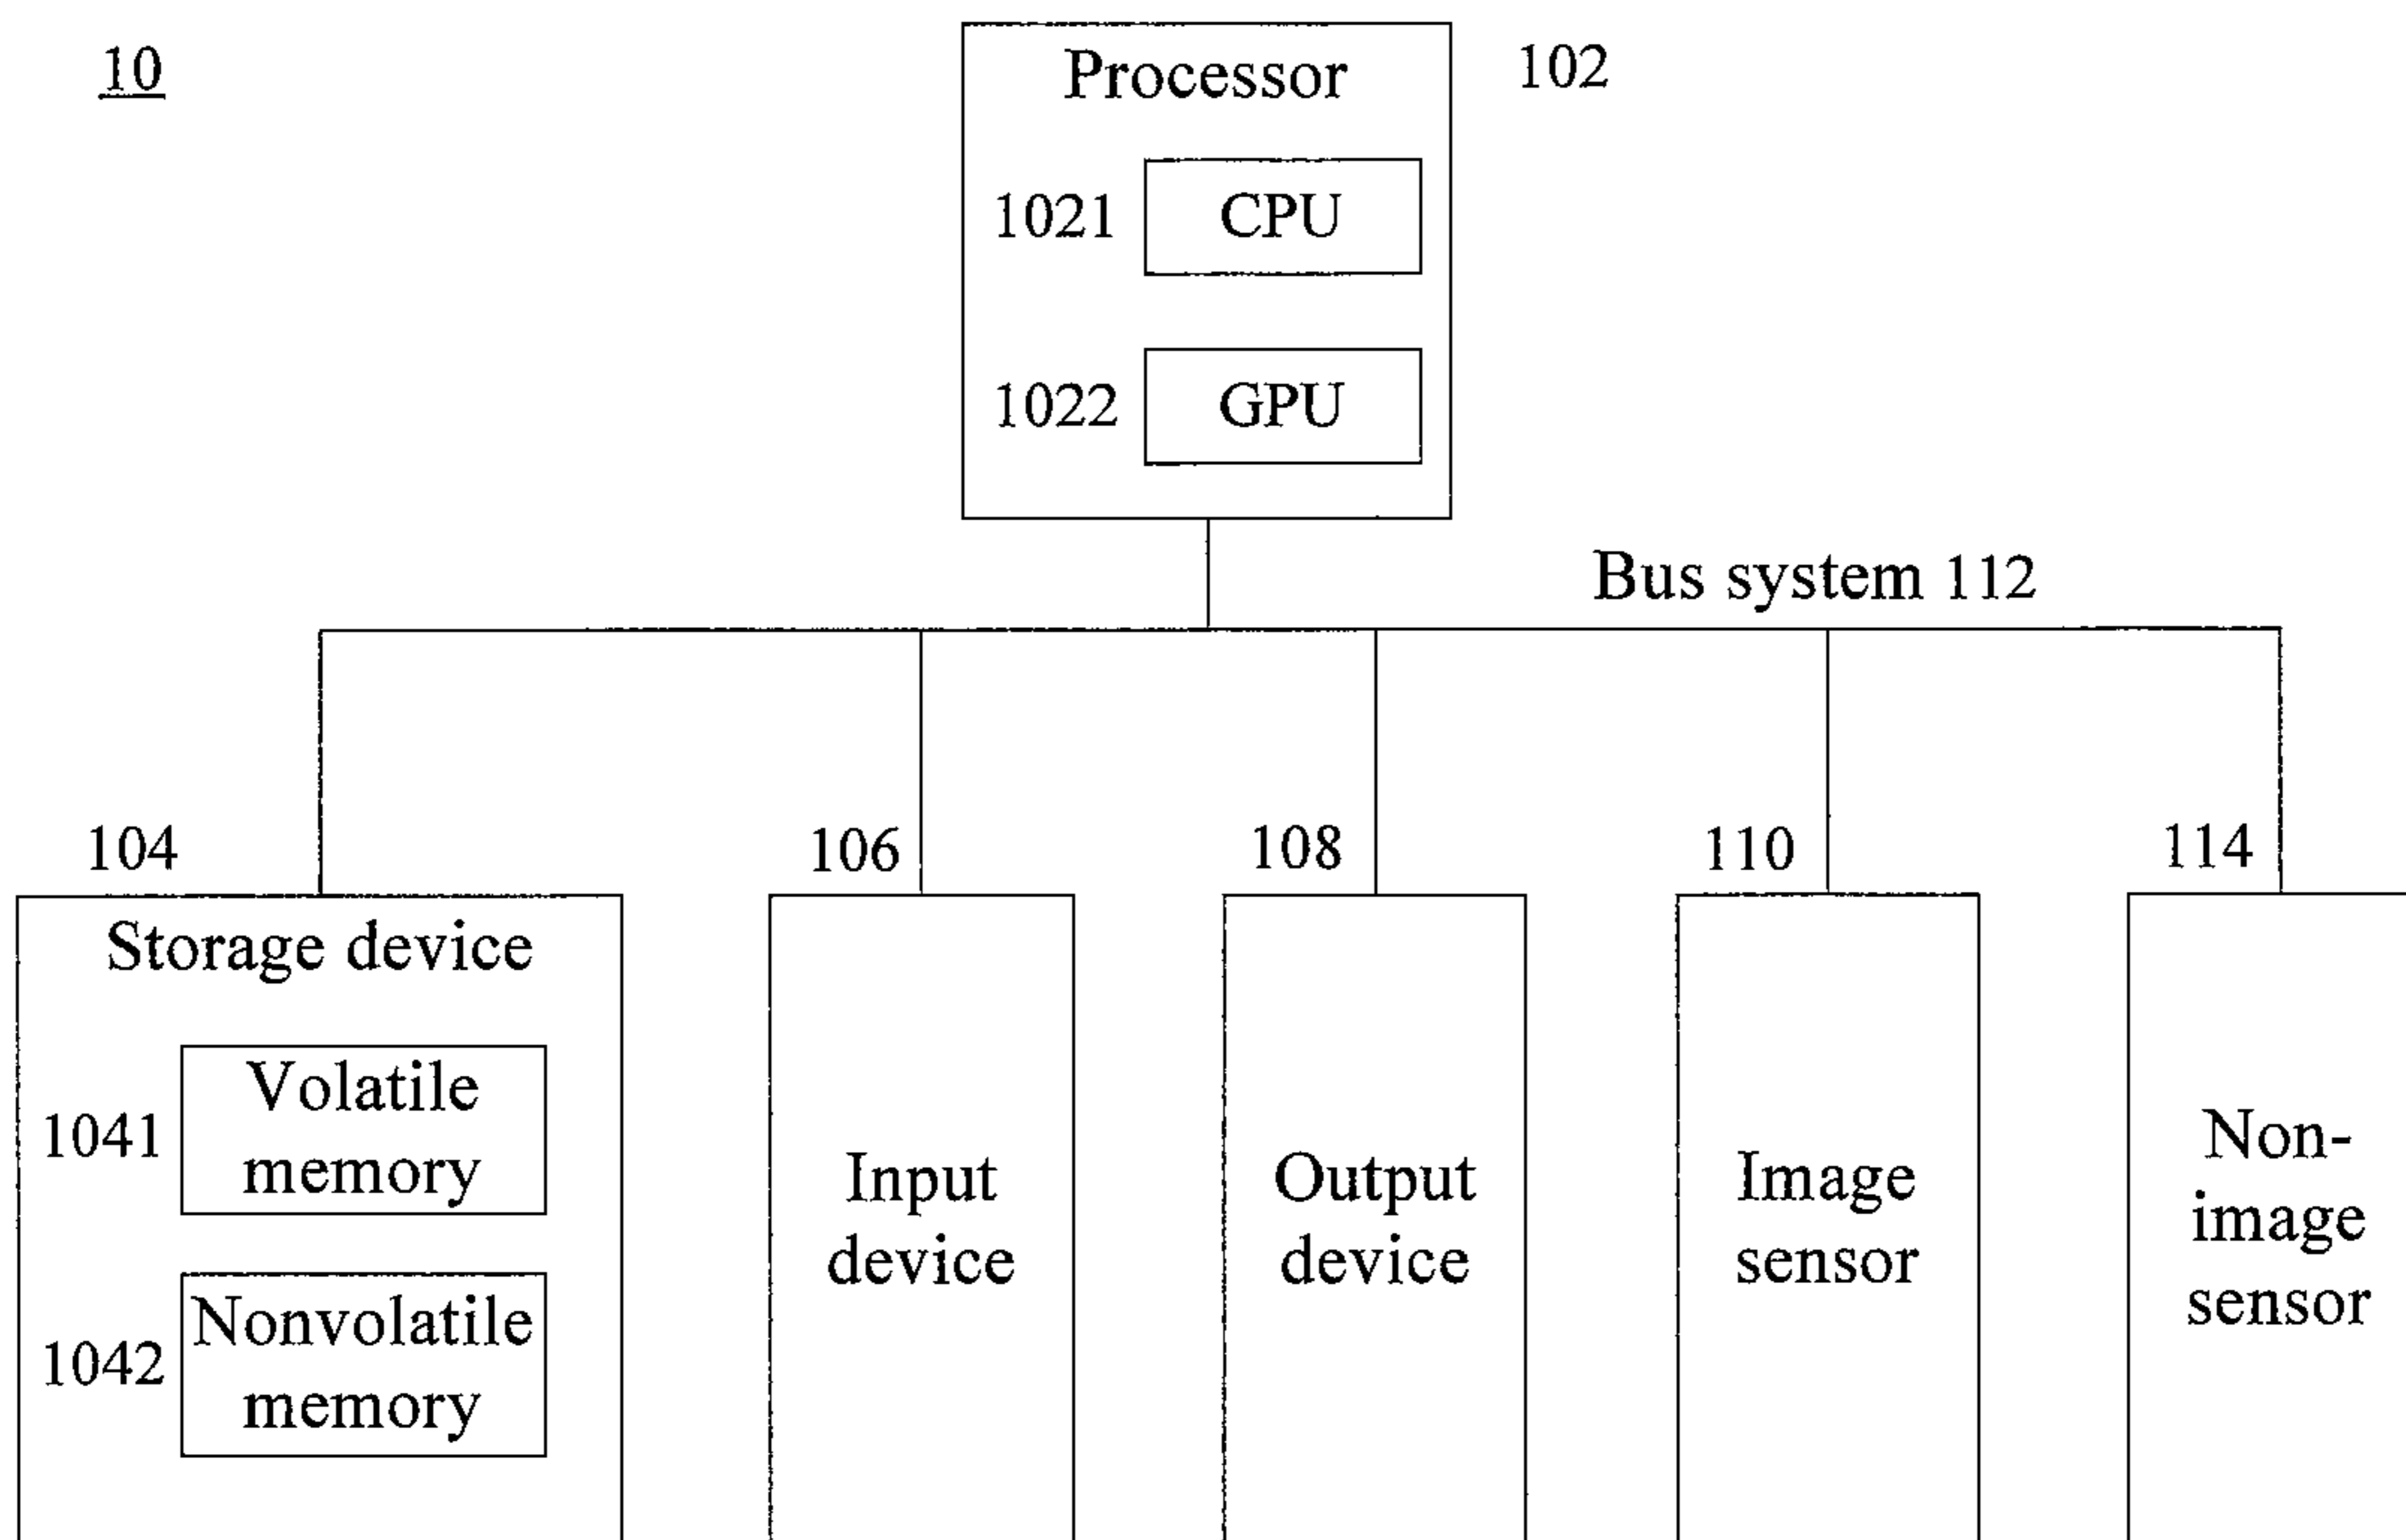 10
Processor
102
1021
CPU
1022
GPU
Bus system 112
104
106
108
110
114
Storage device
1041
Volatile
memory
1042
Nonvolatile
memory
Input
device
Output
device
Image
sensor
Non-
image
sensor